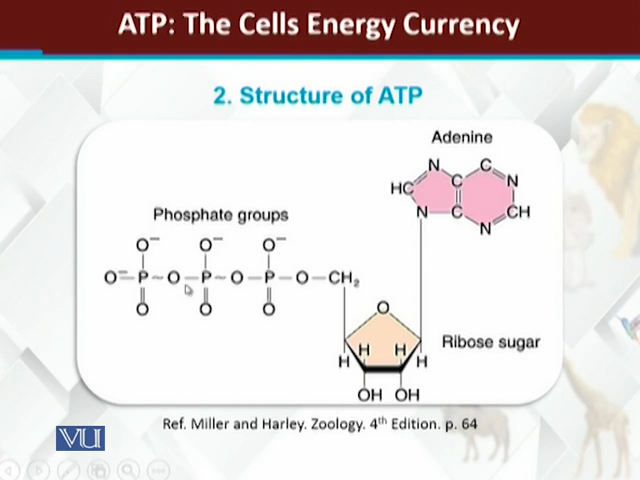 ATP: The Cells Energy Currency
2. Structure of ATP
Adenine
N C
C N
HC
N C CH
N
Phosphate groups
O⁻ O⁻ O⁻
O⁻–P~O–P~O–P–O–CH₂
O O O
O
Ribose sugar
H H
H H
OH OH
Ref. Miller and Harley. Zoology. 4th Edition. p. 64
VU